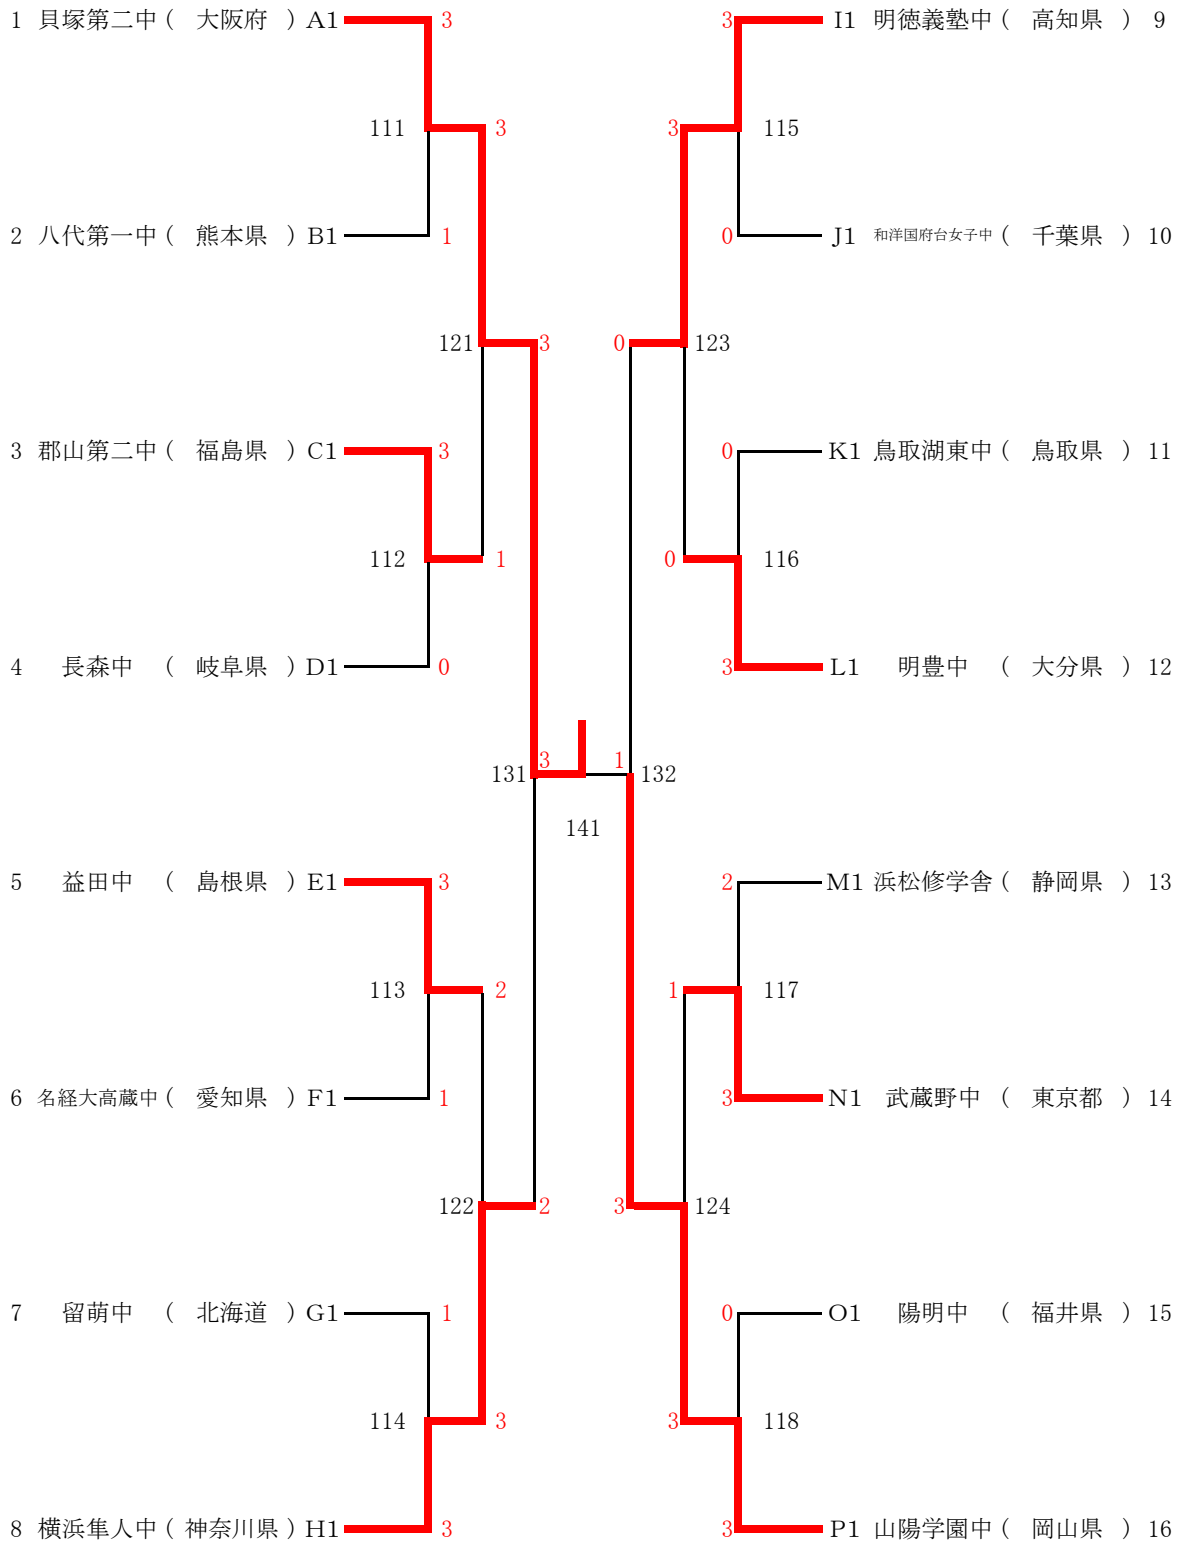 1 貝塚第二中 ( 大阪府 ) A1 3 3 I1 明徳義塾中 ( 高知県 ) 9
111 3 3 115
2 八代第一中 ( 熊本県 ) B1 1 0 J1 和洋国府台女子中 ( 千葉県 ) 10
121 3 0 123
3 郡山第二中 ( 福島県 ) C1 3 0 K1 鳥取湖東中 ( 鳥取県 ) 11
112 1 0 116
4 長森中 ( 岐阜県 ) D1 0 3 L1 明豊中 ( 大分県 ) 12
131 3 1 132
141
5 益田中 ( 島根県 ) E1 3 2 M1 浜松修学舎 ( 静岡県 ) 13
113 2 1 117
6 名経大高蔵中 ( 愛知県 ) F1 1 3 N1 武蔵野中 ( 東京都 ) 14
122 2 3 124
7 留萌中 ( 北海道 ) G1 1 0 O1 陽明中 ( 福井県 ) 15
114 3 3 118
8 横浜隼人中 ( 神奈川県 ) H1 3 3 P1 山陽学園中 ( 岡山県 ) 16